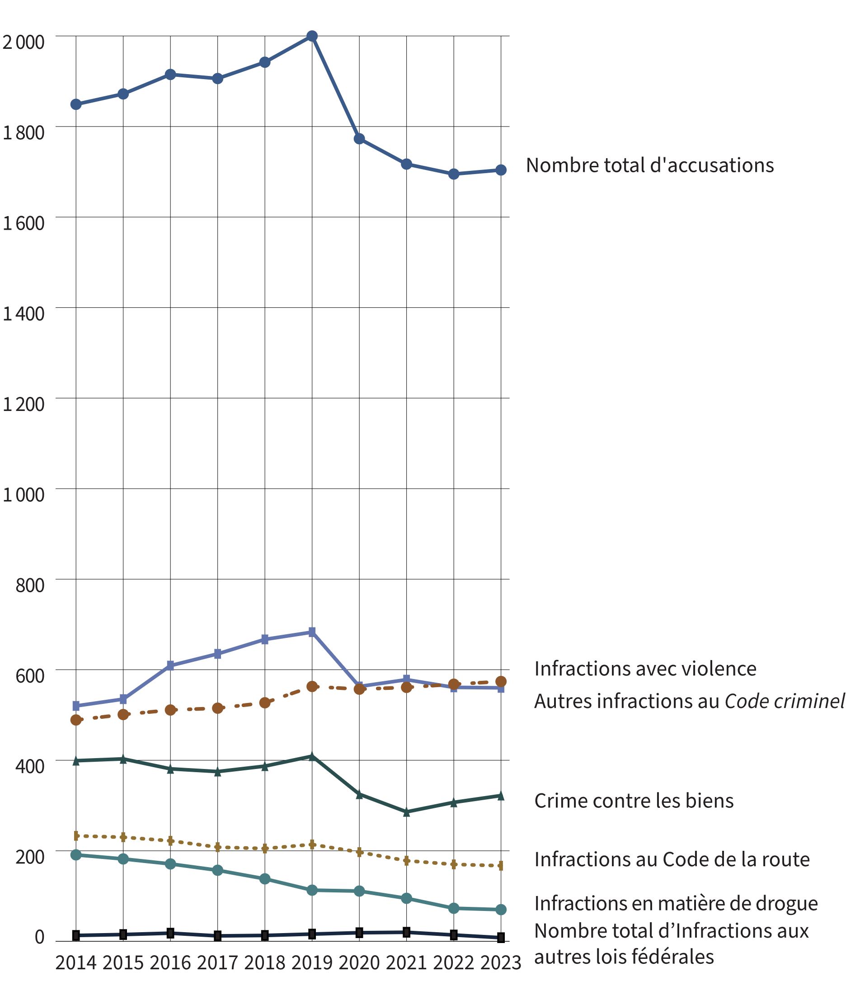 2 000
1 800
Nombre total d'accusations
1 600
1 400
1 200
1 000
800
600
Infractions avec violence
Autres infractions au Code criminel
400
Crime contre les biens
200
Infractions au Code de la route
Infractions en matière de drogue
0
Nombre total d’Infractions aux
autres lois fédérales
2014 2015 2016 2017 2018 2019 2020 2021 2022 2023